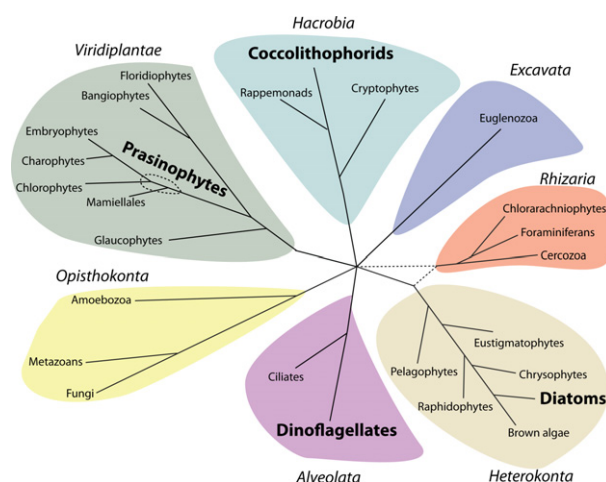 Hacrobia
Viridiplantae
Coccolithophorids
Floridiophytes
Rappemonads
Cryptophytes
Excavata
Bangiophytes
Euglenozoa
Embryophytes
Prasinophytes
Charophytes
Chlorophytes
Mamiellales
Rhizaria
Chlorarachniophytes
Glaucophytes
Foraminiferans
Cercozoa
Opisthokonta
Amoebozoa
Eustigmatophytes
Metazoans
Pelagophytes
Ciliates
Chrysophytes
Fungi
Raphidophytes
Diatoms
Dinoflagellates
Brown algae
Alveolata
Heterokonta